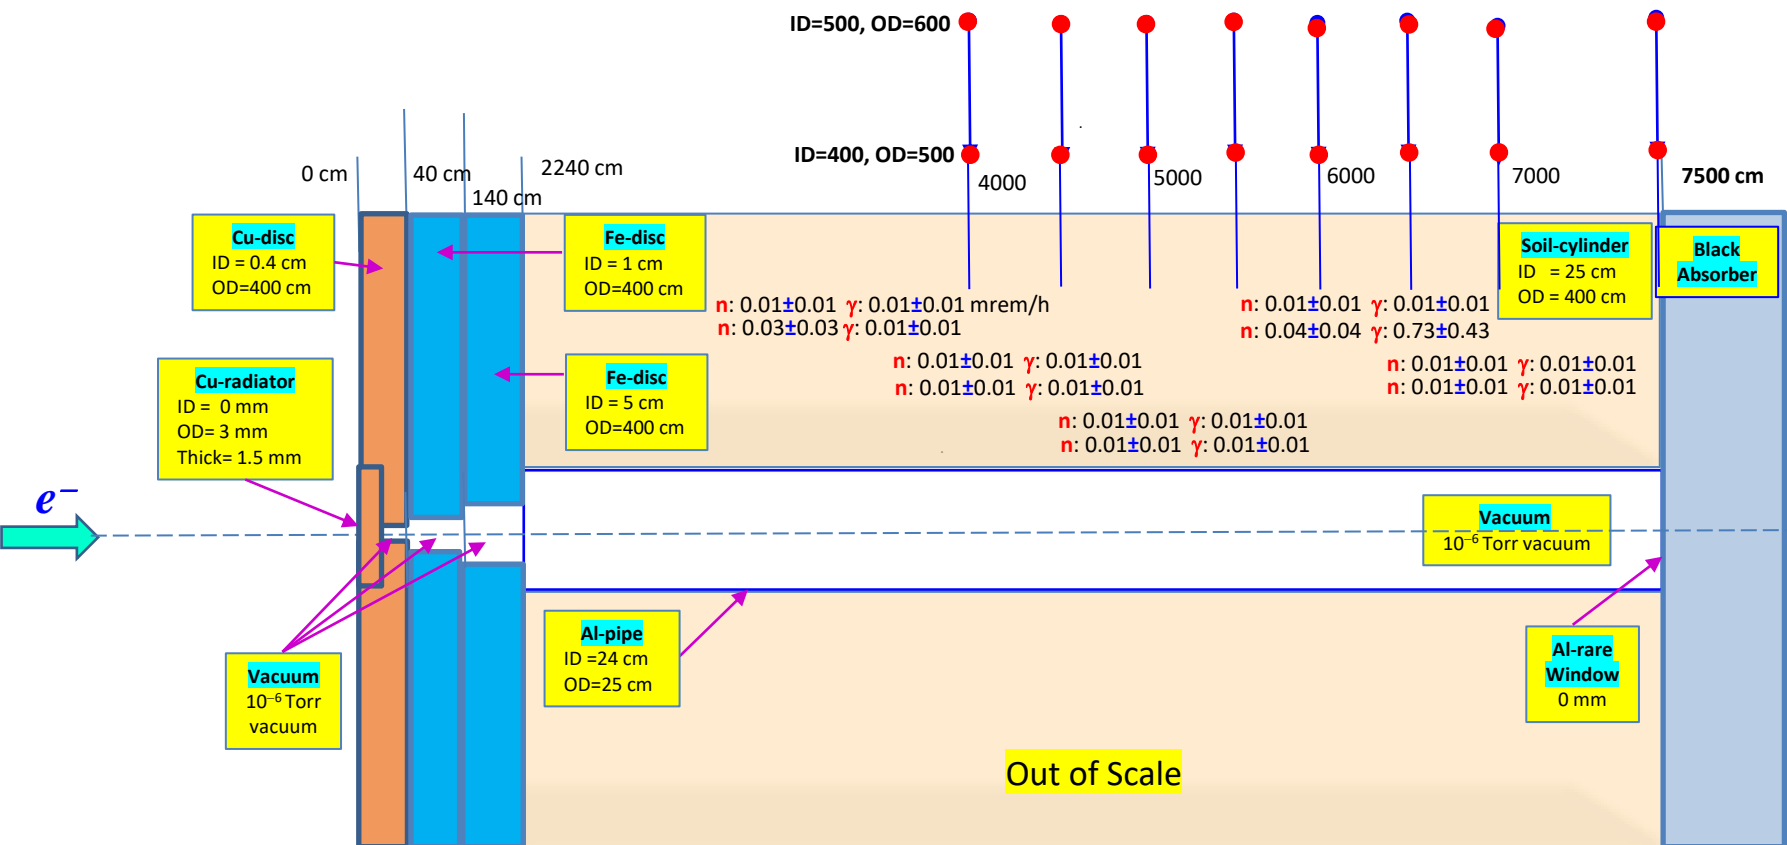 ID=500, OD=600
ID=400, OD=500
0 cm
40 cm
140 cm
2240 cm
4000
5000
6000
7000
7500 cm
Cu-disc
ID = 0.4 cm
OD=400 cm
Fe-disc
ID = 1 cm
OD=400 cm
Soil-cylinder
ID = 25 cm
OD = 400 cm
Black
Absorber
n: 0.01±0.01 γ: 0.01±0.01 mrem/h
n: 0.03±0.03 γ: 0.01±0.01
n: 0.01±0.01 γ: 0.01±0.01
n: 0.04±0.04 γ: 0.73±0.43
n: 0.01±0.01 γ: 0.01±0.01
n: 0.01±0.01 γ: 0.01±0.01
n: 0.01±0.01 γ: 0.01±0.01
n: 0.01±0.01 γ: 0.01±0.01
n: 0.01±0.01 γ: 0.01±0.01
n: 0.01±0.01 γ: 0.01±0.01
Cu-radiator
ID = 0 mm
OD= 3 mm
Thick= 1.5 mm
Fe-disc
ID = 5 cm
OD=400 cm
e⁻
Vacuum
10⁻⁶ Torr vacuum
Vacuum
10⁻⁶ Torr
vacuum
Al-pipe
ID =24 cm
OD=25 cm
Al-rare
Window
0 mm
Out of Scale